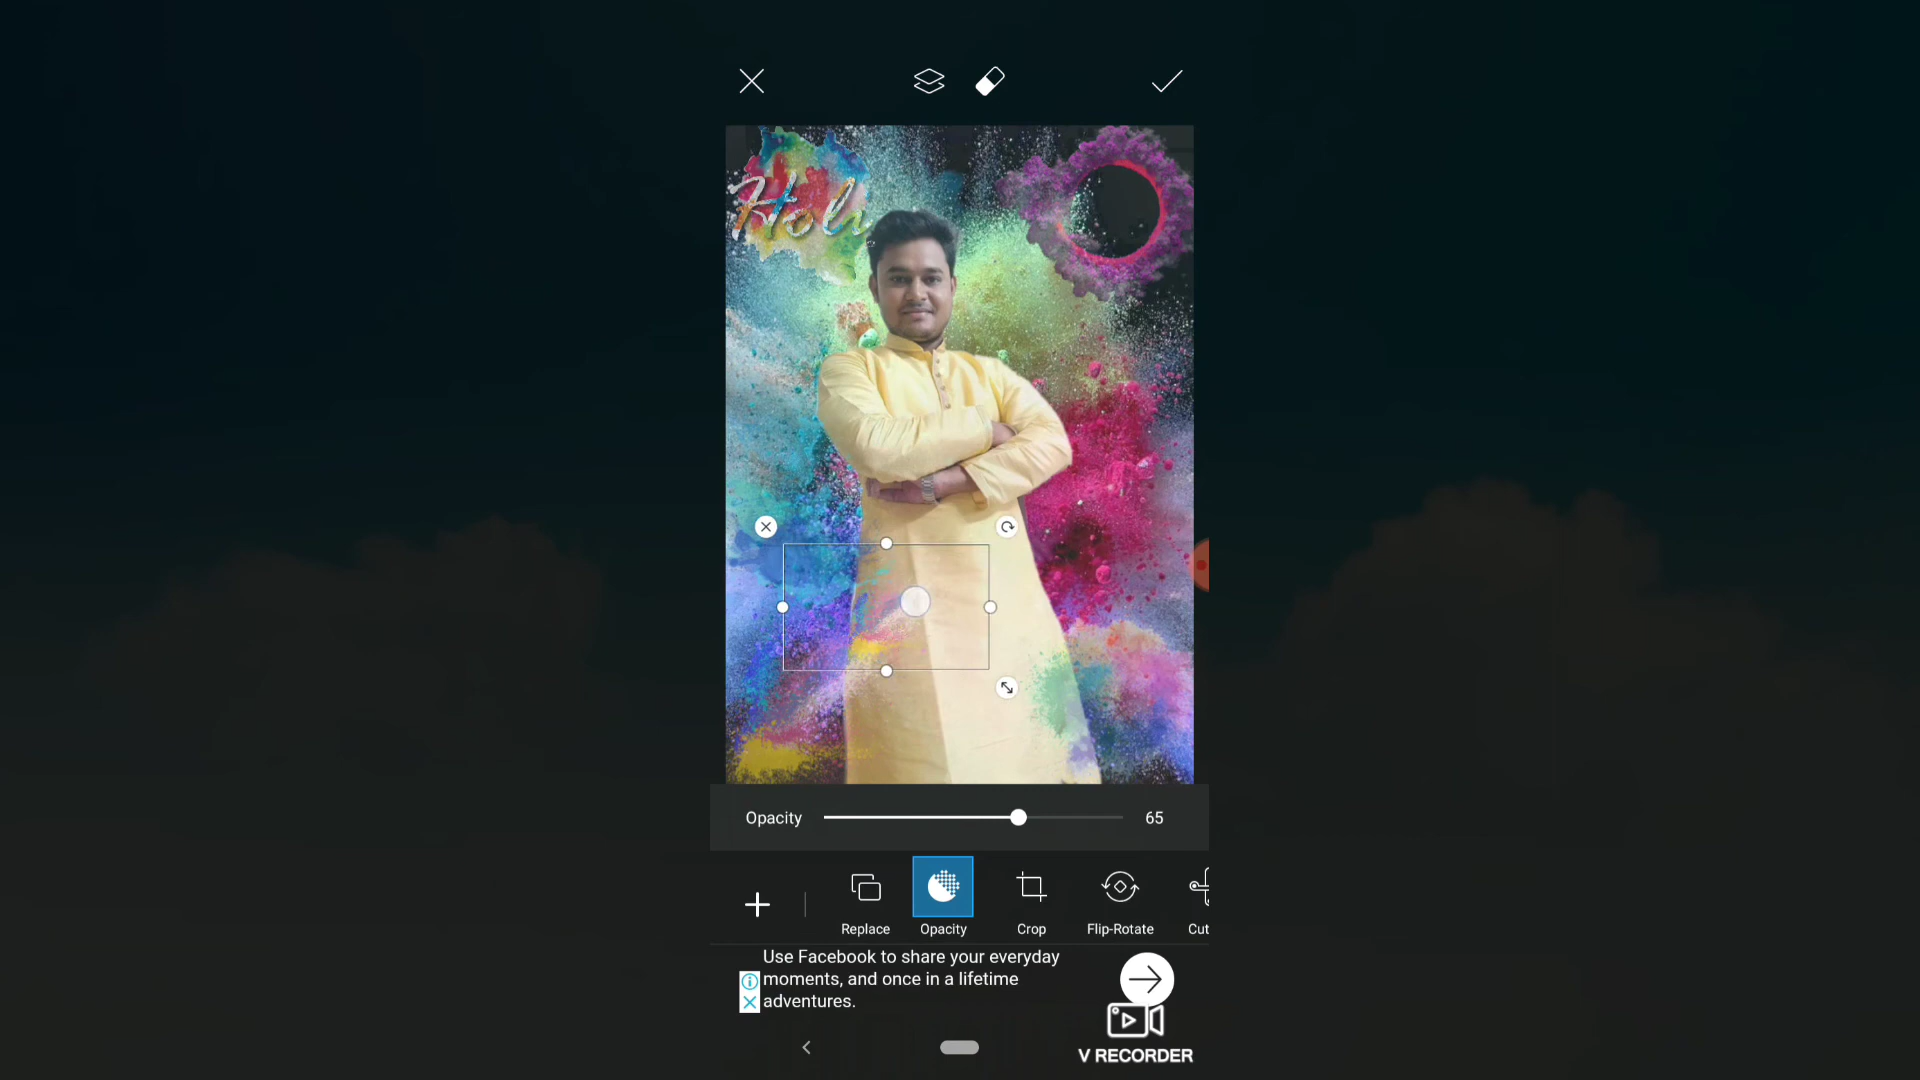 Holi
Opacity 65
Replace Opacity Crop Flip-Rotate Cut
Use Facebook to share your everyday
moments, and once in a lifetime
adventures.
V RECORDER